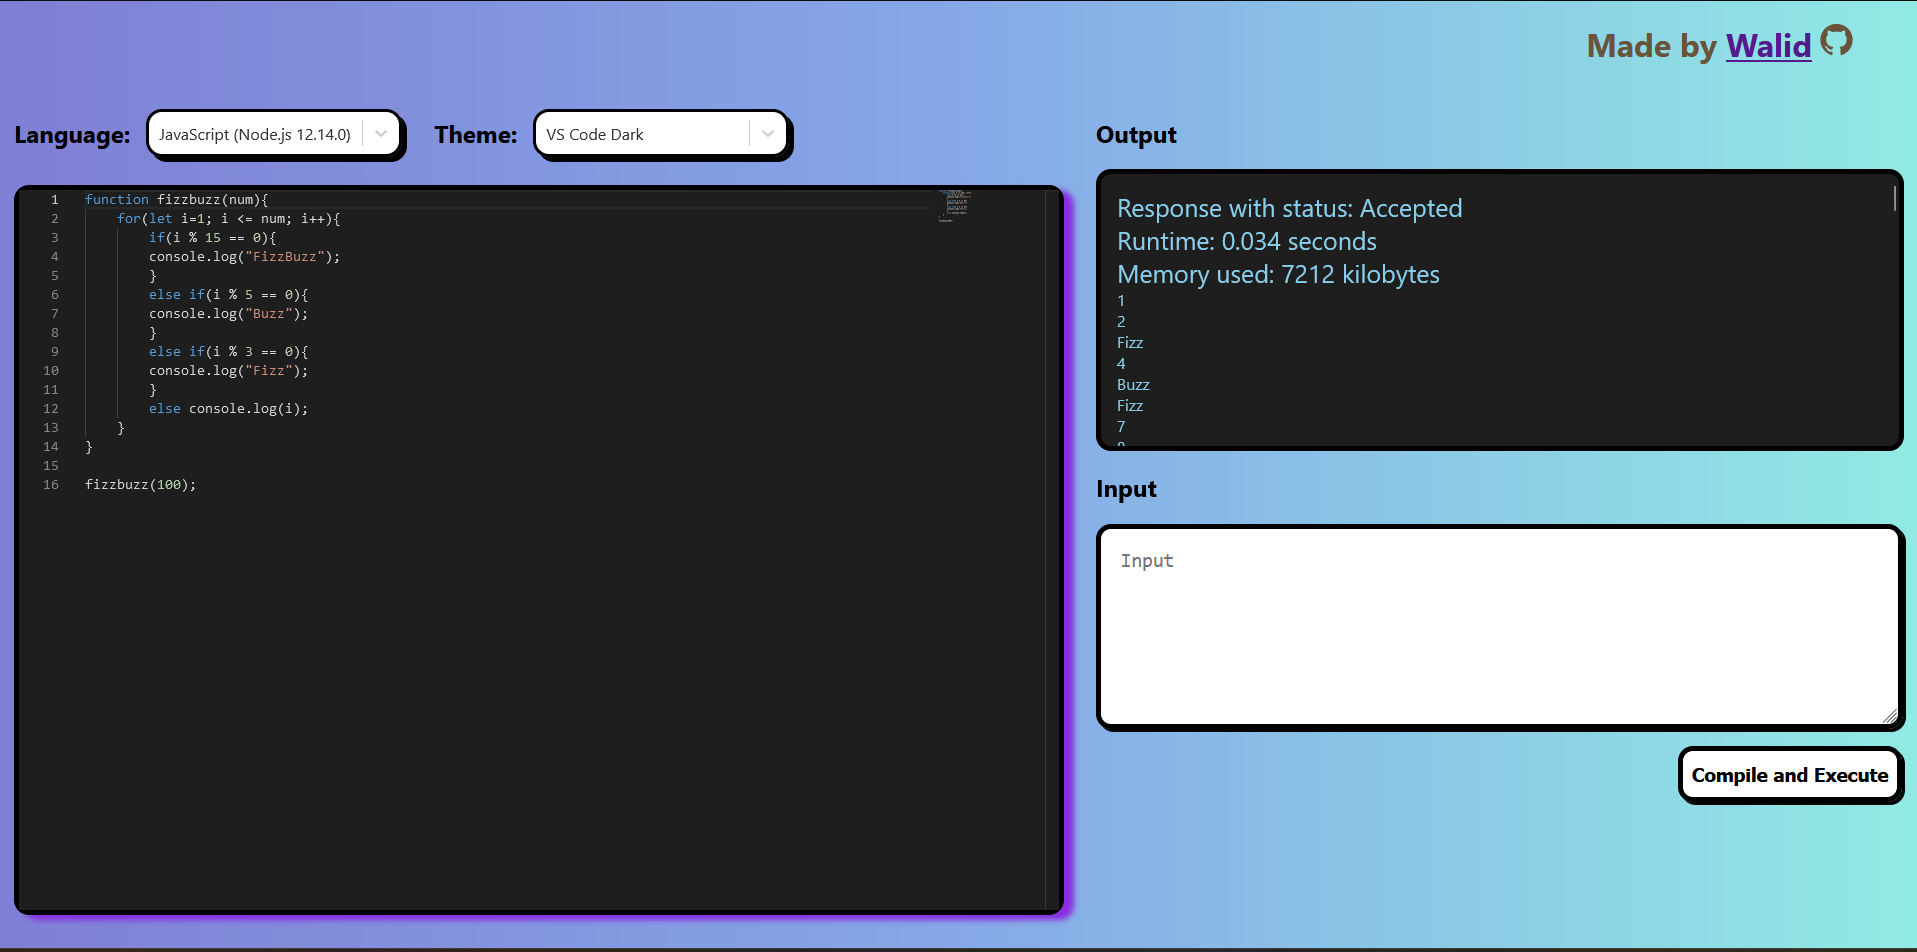 Made by Walid
Language: JavaScript (Node.js 12.14.0) Theme: VS Code Dark
1 function fizzbuzz(num){
2 for(let i=1; i <= num; i++){
3 if(i % 15 == 0){
4 console.log("FizzBuzz");
5 }
6 else if(i % 5 == 0){
7 console.log("Buzz");
8 }
9 else if(i % 3 == 0){
10 console.log("Fizz");
11 }
12 else console.log(i);
13 }
14 }
15
16 fizzbuzz(100);
Output
Response with status: Accepted
Runtime: 0.034 seconds
Memory used: 7212 kilobytes
1
2
Fizz
4
Buzz
Fizz
7
Input
Input
Compile and Execute